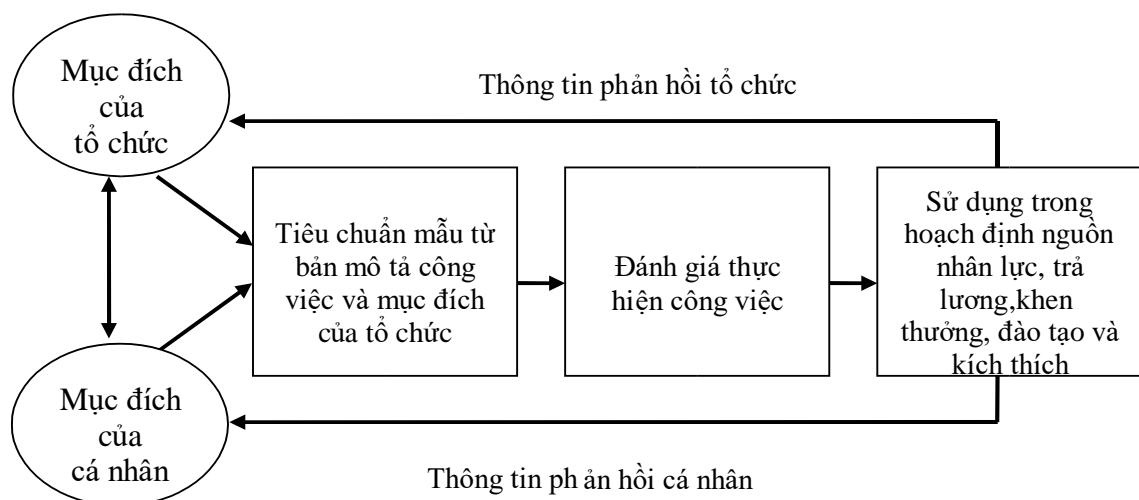 Mục đích
của
tổ chức
Thông tin phản hồi tổ chức
Tiêu chuẩn mẫu từ
bản mô tả công
việc và mục đích
của tổ chức
Đánh giá thực
hiện công việc
Sử dụng trong
hoạch định nguồn
nhân lực, trả
lương,khen
thưởng, đào tạo và
kích thích
Mục đích
của
cá nhân
Thông tin ph ản hồi cá nhân